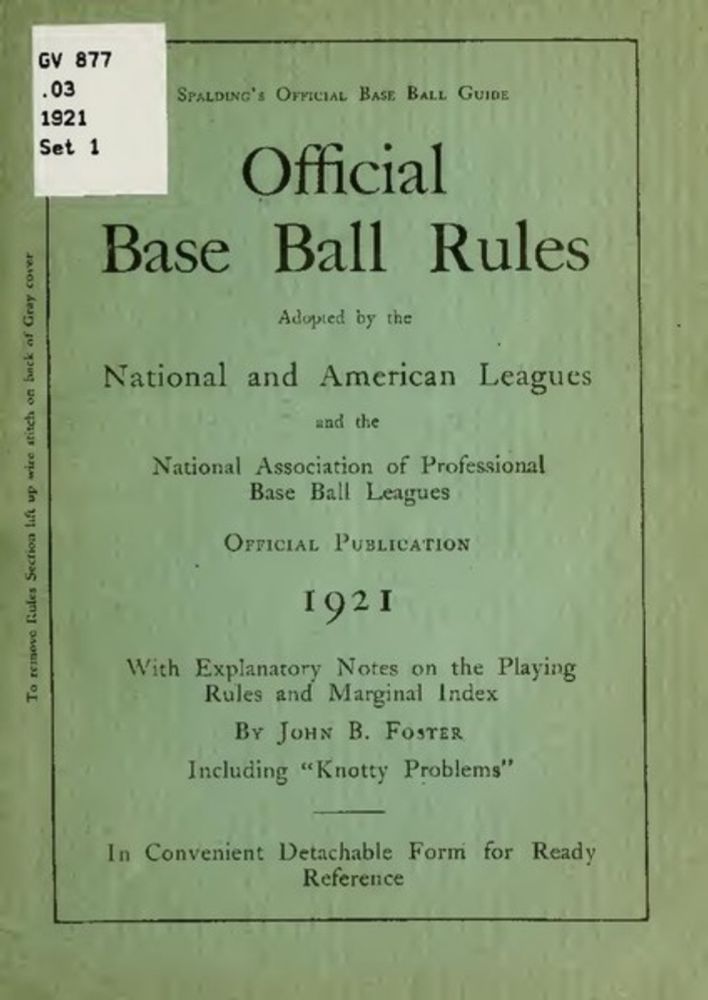 GV 877
.03
1921
Set 1
Spalding's Official Base Ball Guide
Official
Base Ball Rules
Adopted by the
National and American Leagues
and the
National Association of Professional
Base Ball Leagues
Official Publication
1921
With Explanatory Notes on the Playing
Rules and Marginal Index
By John B. Foster
Including "Knotty Problems"
In Convenient Detachable Form for Ready
Reference
To remove Rules Section lift up wire stitch on back of Gray cover